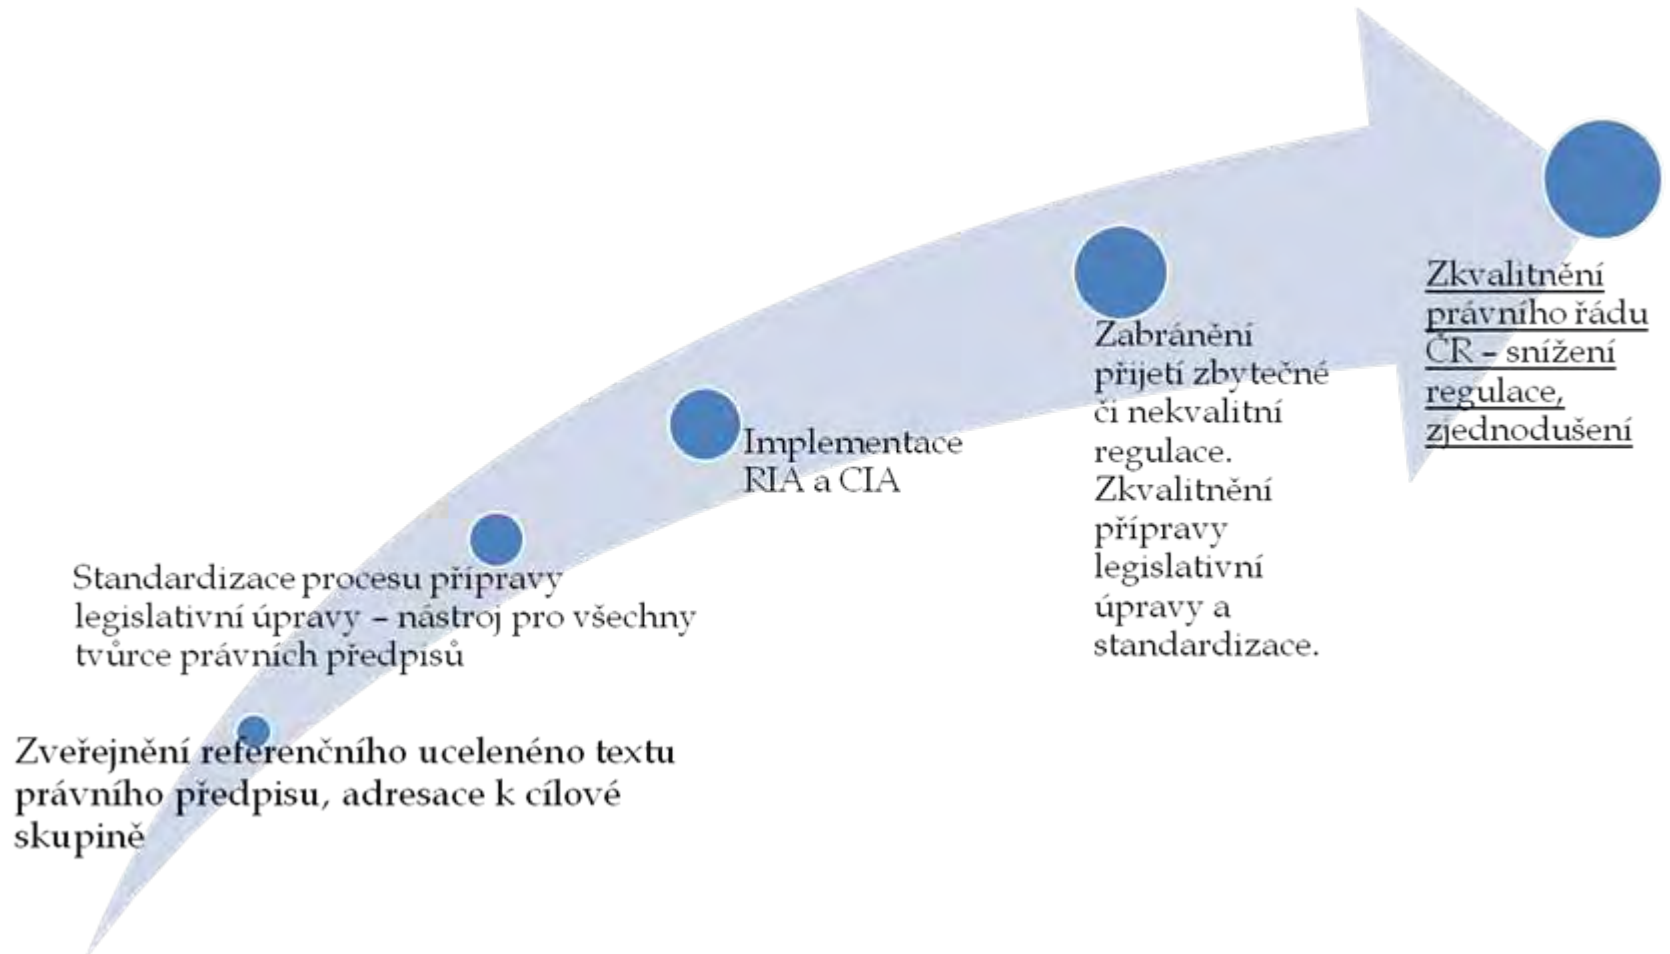 Zveřejnění referenčního uceleného textu
právního předpisu, adresace k cílové
skupině
Standardizace procesu přípravy
legislativní úpravy – nástroj pro všechny
tvůrce právních předpisů
Implementace
RIA a CIA
Zabránění
přijetí zbytečné
či nekvalitní
regulace.
Zkvalitnění
přípravy
legislativní
úpravy a
standardizace.
Zkvalitnění
právního řádu
ČR – snížení
regulace,
zjednodušení